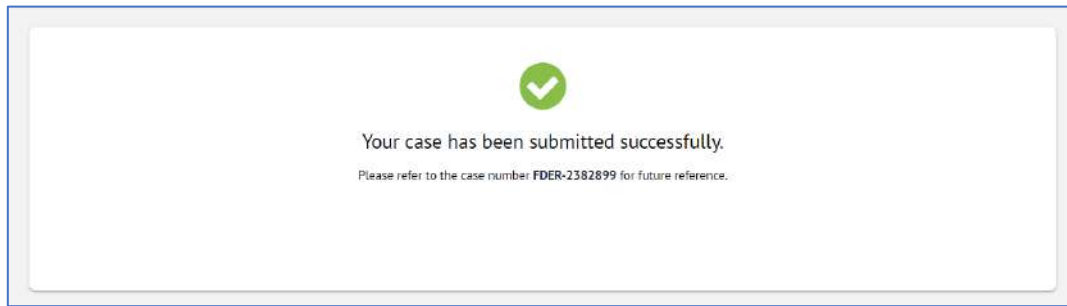 Your case has been submitted successfully.
Please refer to the case number FDER-2382899 for future reference.